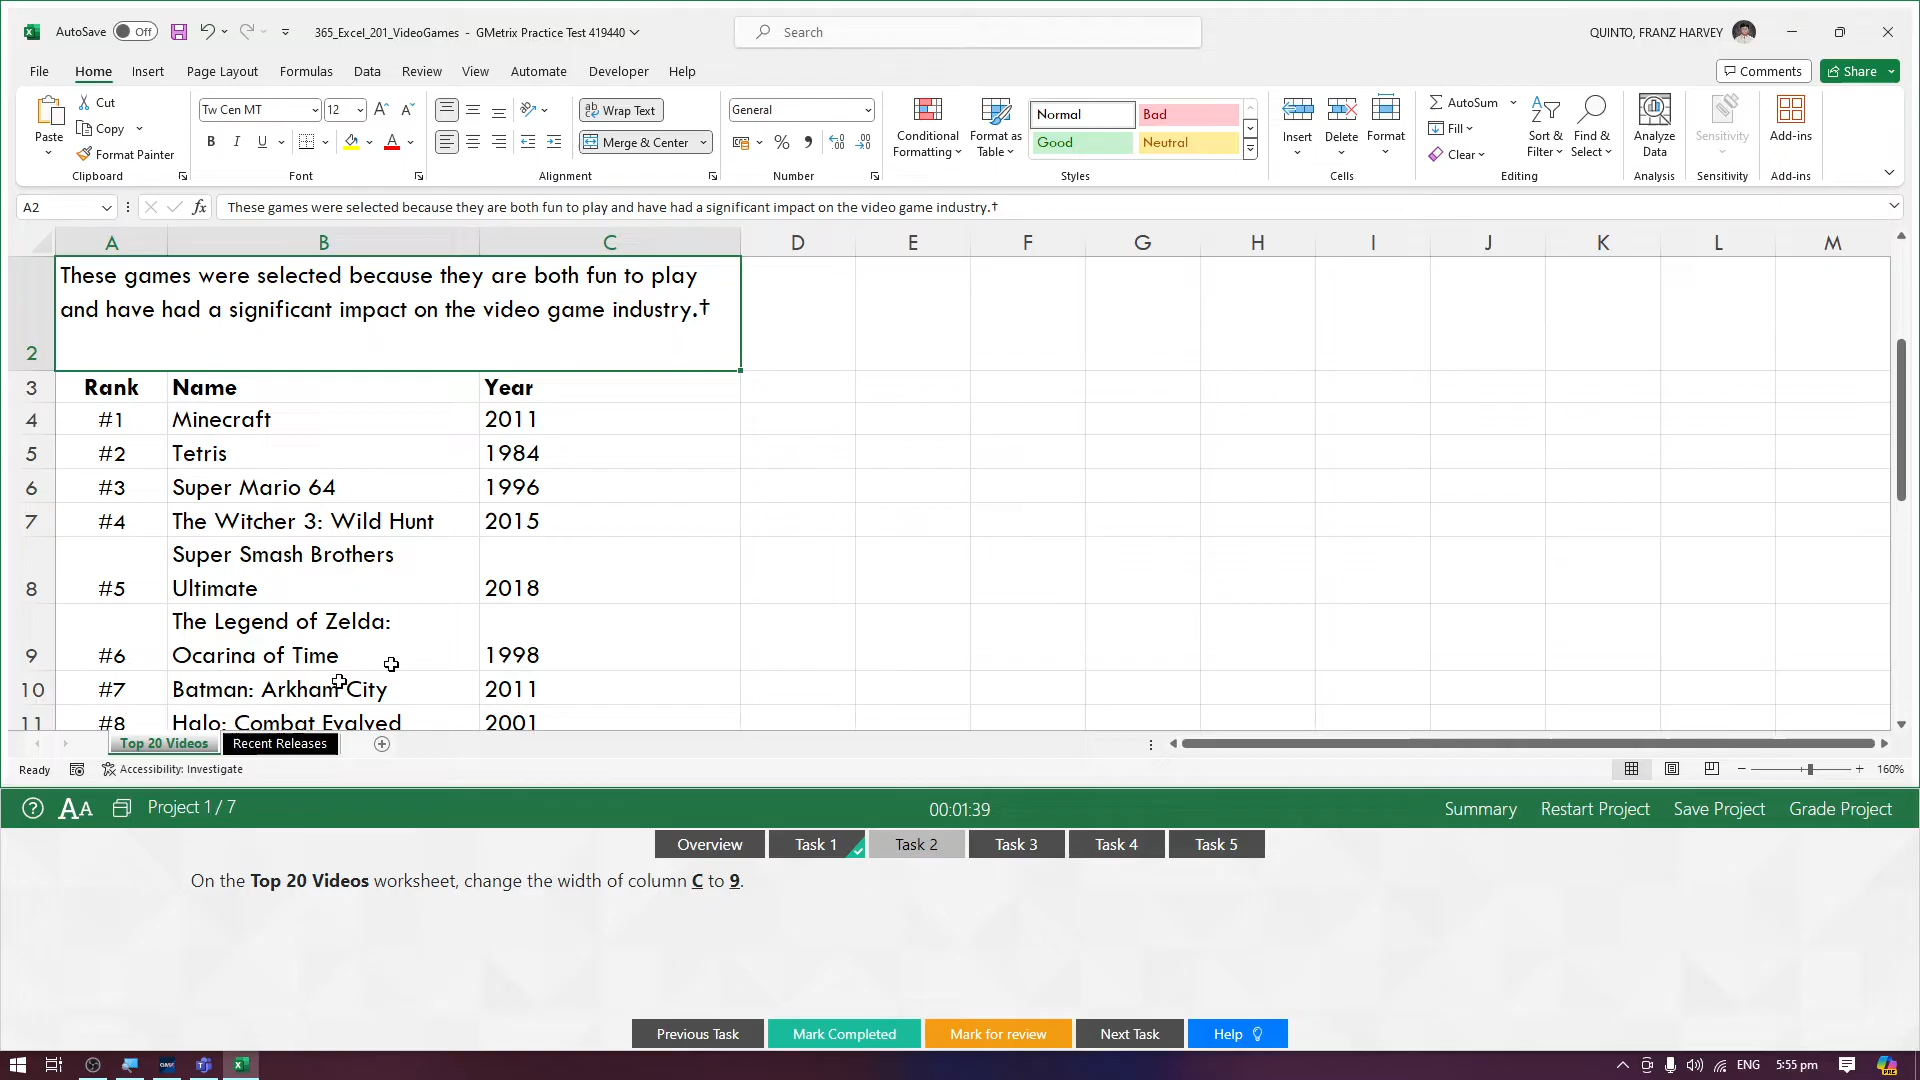 AutoSave Off 365_Excel_201_VideoGames - GMetrix Practice Test 419440 Search QUINTO, FRANZ HARVEY
File Home Insert Page Layout Formulas Data Review View Automate Developer Help Comments Share
Paste Cut Copy Format Painter Clipboard
Tw Cen MT 12 B I U Font
Wrap Text Merge & Center Alignment
General Number
Conditional Formatting Format as Table Normal Bad Good Neutral Styles
Insert Delete Format Cells
AutoSum Fill Clear Sort & Filter Find & Select Editing
Analyze Data Analysis
Sensitivity Sensitivity
Add-ins Add-ins
A2 fx These games were selected because they are both fun to play and have had a significant impact on the video game industry.†
A B C D E F G H I J K L M
These games were selected because they are both fun to play
and have had a significant impact on the video game industry.†
2
3 Rank Name Year
4 #1 Minecraft 2011
5 #2 Tetris 1984
6 #3 Super Mario 64 1996
7 #4 The Witcher 3: Wild Hunt 2015
Super Smash Brothers
8 #5 Ultimate 2018
The Legend of Zelda:
9 #6 Ocarina of Time 1998
10 #7 Batman: Arkham City 2011
11 #8 Halo: Combat Evalved 2001
Top 20 Videos Recent Releases
Ready Accessibility: Investigate 160%
AA Project 1 / 7 00:01:39 Summary Restart Project Save Project Grade Project
Overview Task 1 Task 2 Task 3 Task 4 Task 5
On the Top 20 Videos worksheet, change the width of column C to 9.
Previous Task Mark Completed Mark for review Next Task Help
ENG 5:55 pm